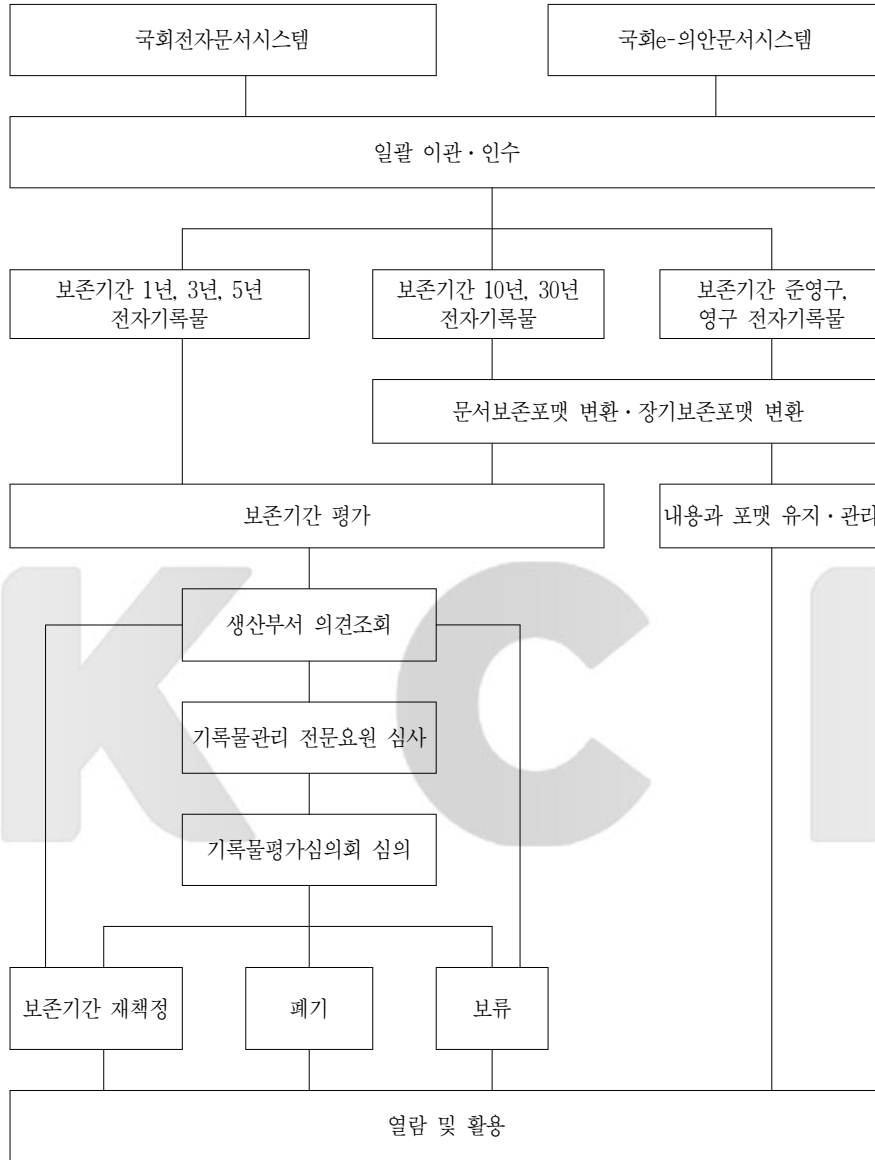 국회전자문서시스템
국회e-의안문서시스템
일괄 이관·인수
보존기간 1년, 3년, 5년
전자기록물
보존기간 10년, 30년
전자기록물
보존기간 준영구,
영구 전자기록물
문서보존포맷 변환·장기보존포맷 변환
보존기간 평가
내용과 포맷 유지·관리
생산부서 의견조회
기록물관리 전문요원 심사
기록물평가심의회 심의
보존기간 재책정
폐기
보류
열람 및 활용
KCI